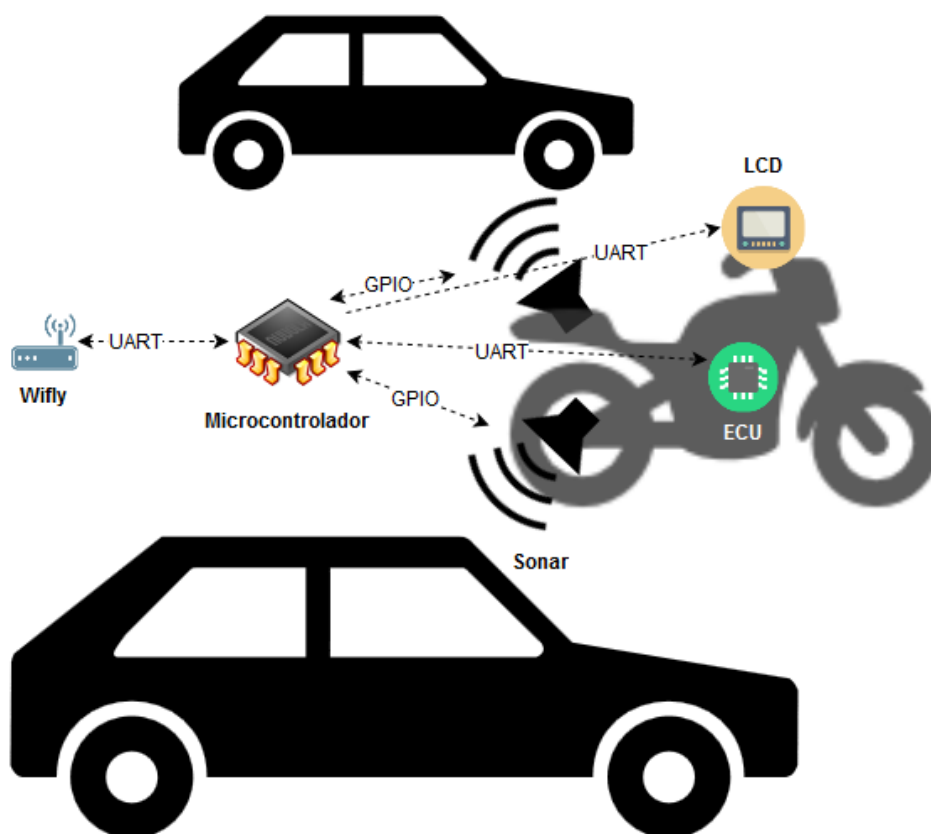 LCD
UART
GPIO
UART
Wifly
UART
Microcontrolador
GPIO
ECU
Sonar